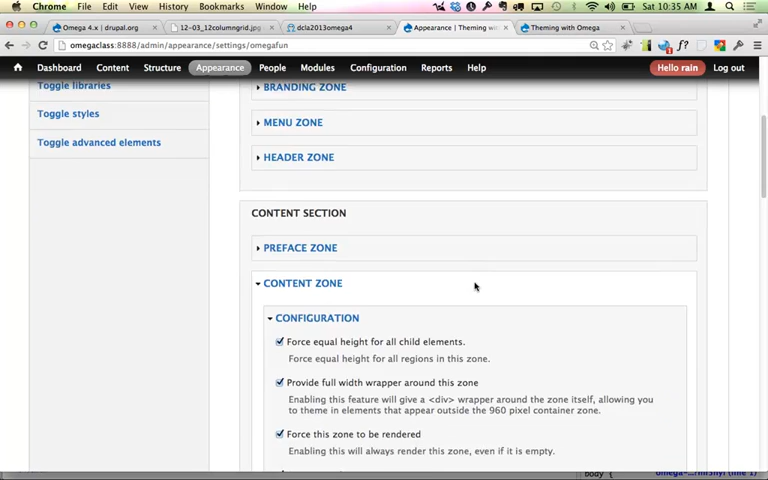 Chrome File Edit View History Bookmarks Window Help Sat 10:35 AM
Omega 4.x | drupal.org 12-03_12columngrid.jpg dcla2013omega4 Appearance | Theming wit Theming with Omega
omegaclass:8888/admin/appearance/settings/omegafun
Dashboard Content Structure Appearance People Modules Configuration Reports Help Hello rain Log out
Toggle libraries
BRANDING ZONE
Toggle styles
MENU ZONE
Toggle advanced elements
HEADER ZONE
CONTENT SECTION
PREFACE ZONE
CONTENT ZONE
CONFIGURATION
Force equal height for all child elements.
Force equal height for all regions in this zone.
Provide full width wrapper around this zone
Enabling this feature will give a <div> wrapper around the zone itself, allowing you
to theme in elements that appear outside the 960 pixel container zone.
Force this zone to be rendered
Enabling this will always render this zone, even if it is empty.
body {